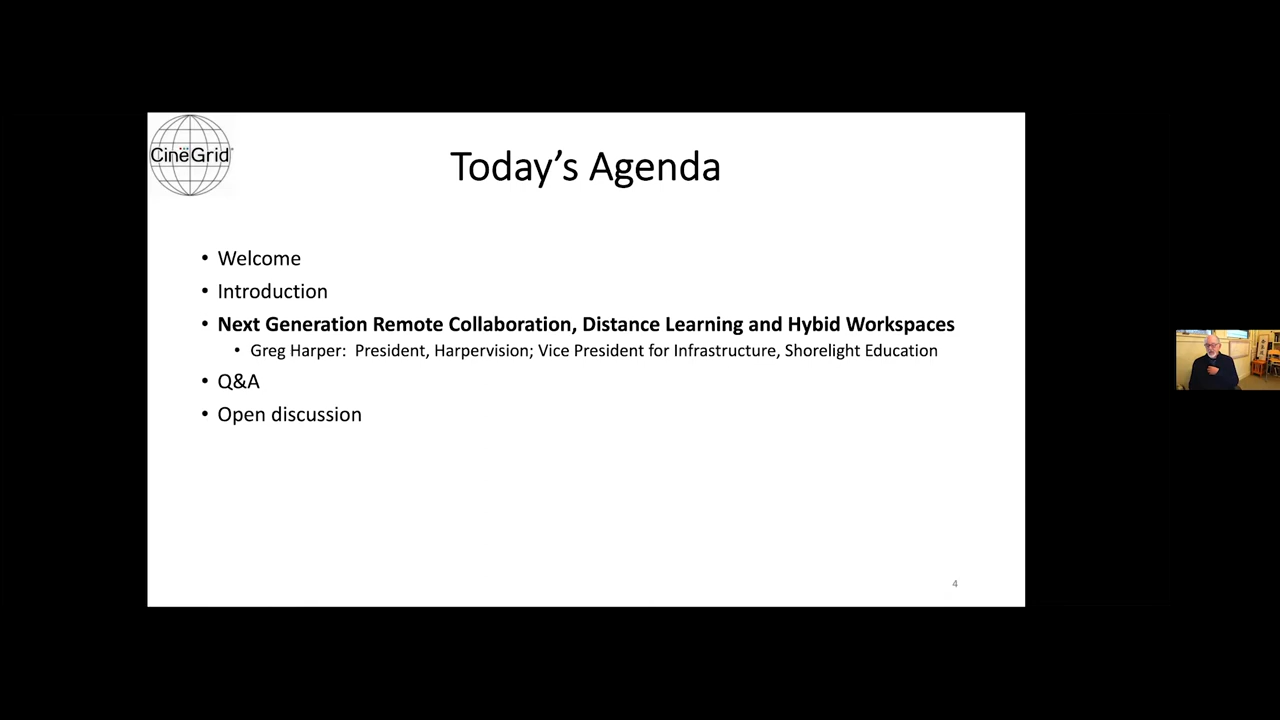 CineGrid
Today's Agenda
• Welcome
• Introduction
• Next Generation Remote Collaboration, Distance Learning and Hybid Workspaces
• Greg Harper: President, Harpervision; Vice President for Infrastructure, Shorelight Education
• Q&A
• Open discussion
4